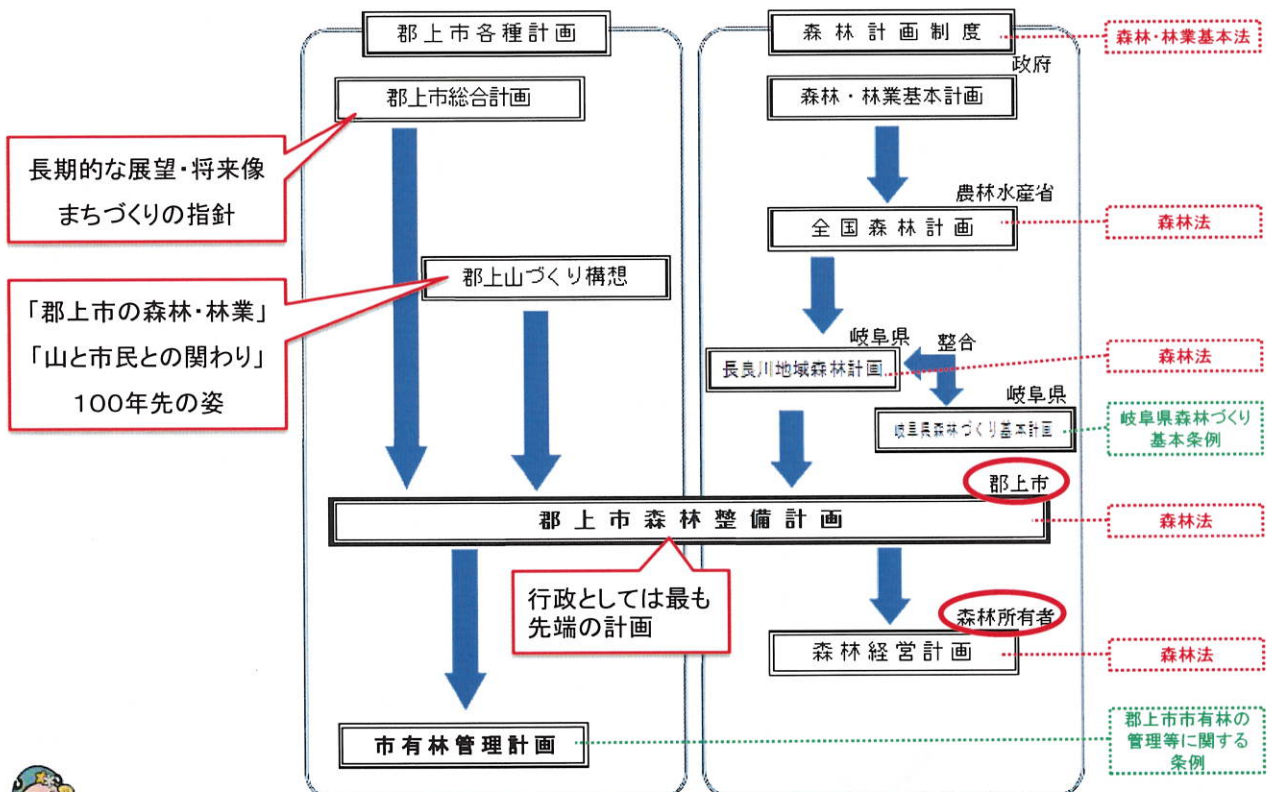 郡上市各種計画
森林計画制度
森林・林業基本法
政府
郡上市総合計画
森林・林業基本計画
長期的な展望・将来像
まちづくりの指針
農林水産省
全国森林計画
森林法
郡上山づくり構想
「郡上市の森林・林業」
「山と市民との関わり」
100年先の姿
岐阜県
整合
長良川地域森林計画
森林法
岐阜県
岐阜県森林づくり基本計画
岐阜県森林づくり
基本条例
郡上市
郡上市森林整備計画
森林法
行政としては最も
先端の計画
森林所有者
森林経営計画
森林法
市有林管理計画
郡上市市有林の
管理等に関する
条例